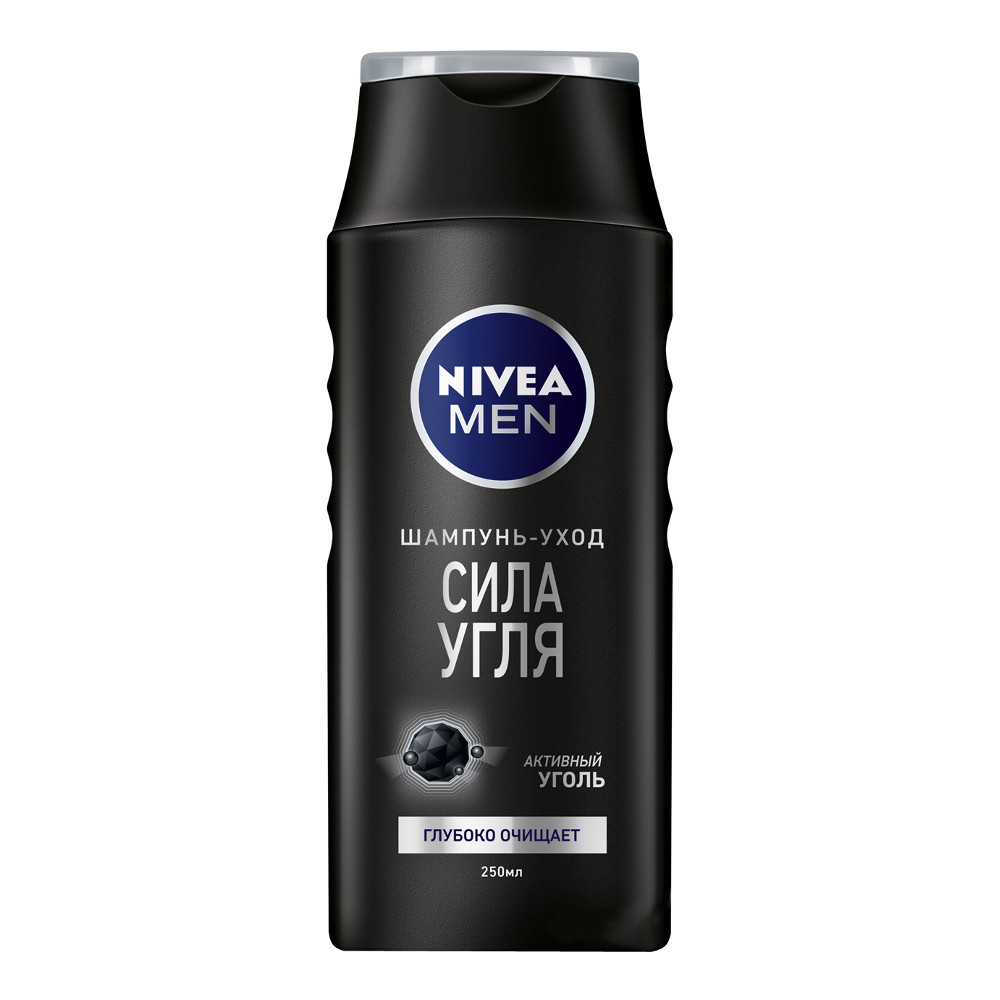 NIVEA
MEN
ШАМПУНЬ-УХОД
СИЛА
УГЛЯ
АКТИВНЫЙ
УГОЛЬ
ГЛУБОКО ОЧИЩАЕТ
250мл